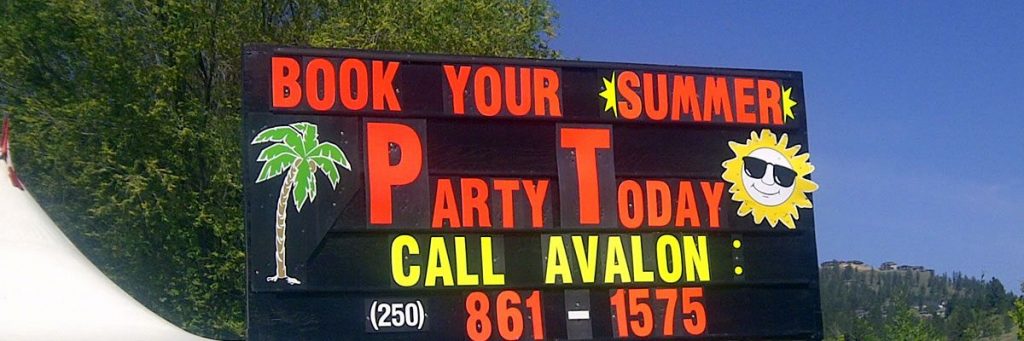 BOOK YOUR SUMMER
PARTY TODAY
CALL AVALON :
(250) 861-1575